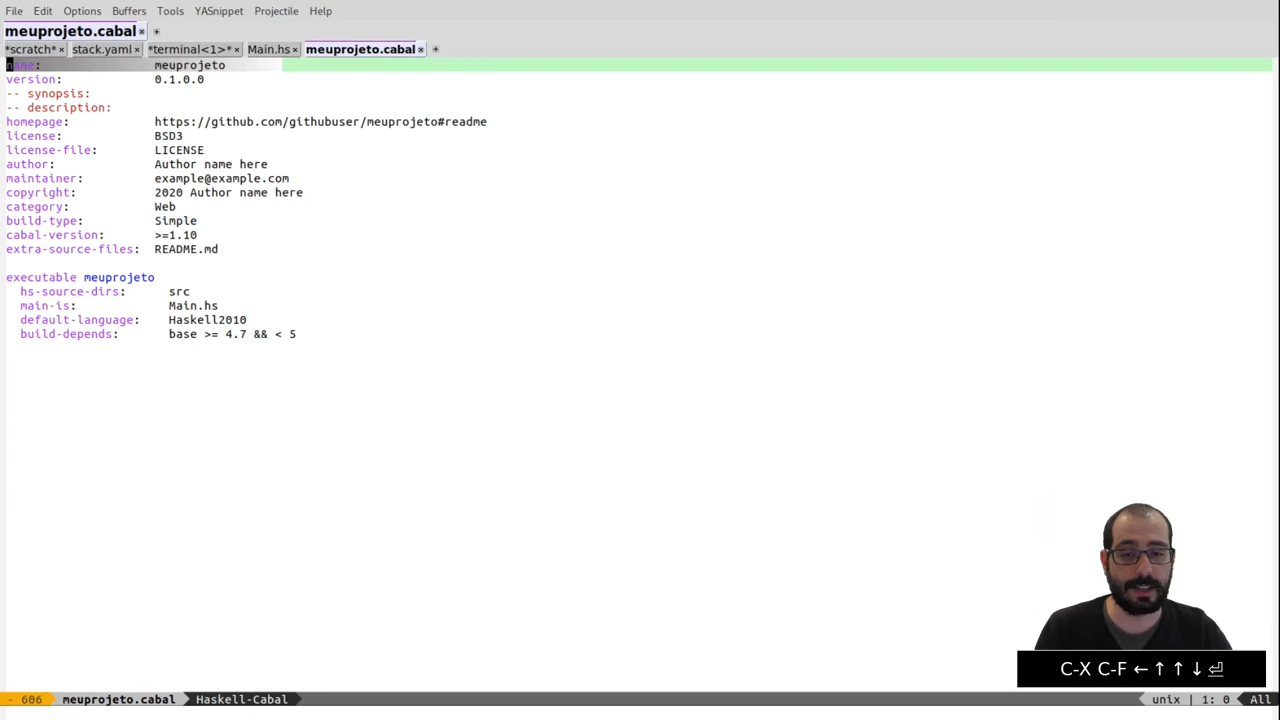 File Edit Options Buffers Tools YASnippet Projectile Help
meuprojeto.cabal × +
*scratch* × stack.yaml × *terminal<1>* × Main.hs × meuprojeto.cabal × +
name: meuprojeto
version: 0.1.0.0
-- synopsis:
-- description:
homepage: https://github.com/githubuser/meuprojeto#readme
license: BSD3
license-file: LICENSE
author: Author name here
maintainer: example@example.com
copyright: 2020 Author name here
category: Web
build-type: Simple
cabal-version: >=1.10
extra-source-files: README.md
executable meuprojeto
hs-source-dirs: src
main-is: Main.hs
default-language: Haskell2010
build-depends: base >= 4.7 && < 5
C-X C-F ←↑↑↓⏎
- 606 meuprojeto.cabal Haskell-Cabal unix | 1: 0 All